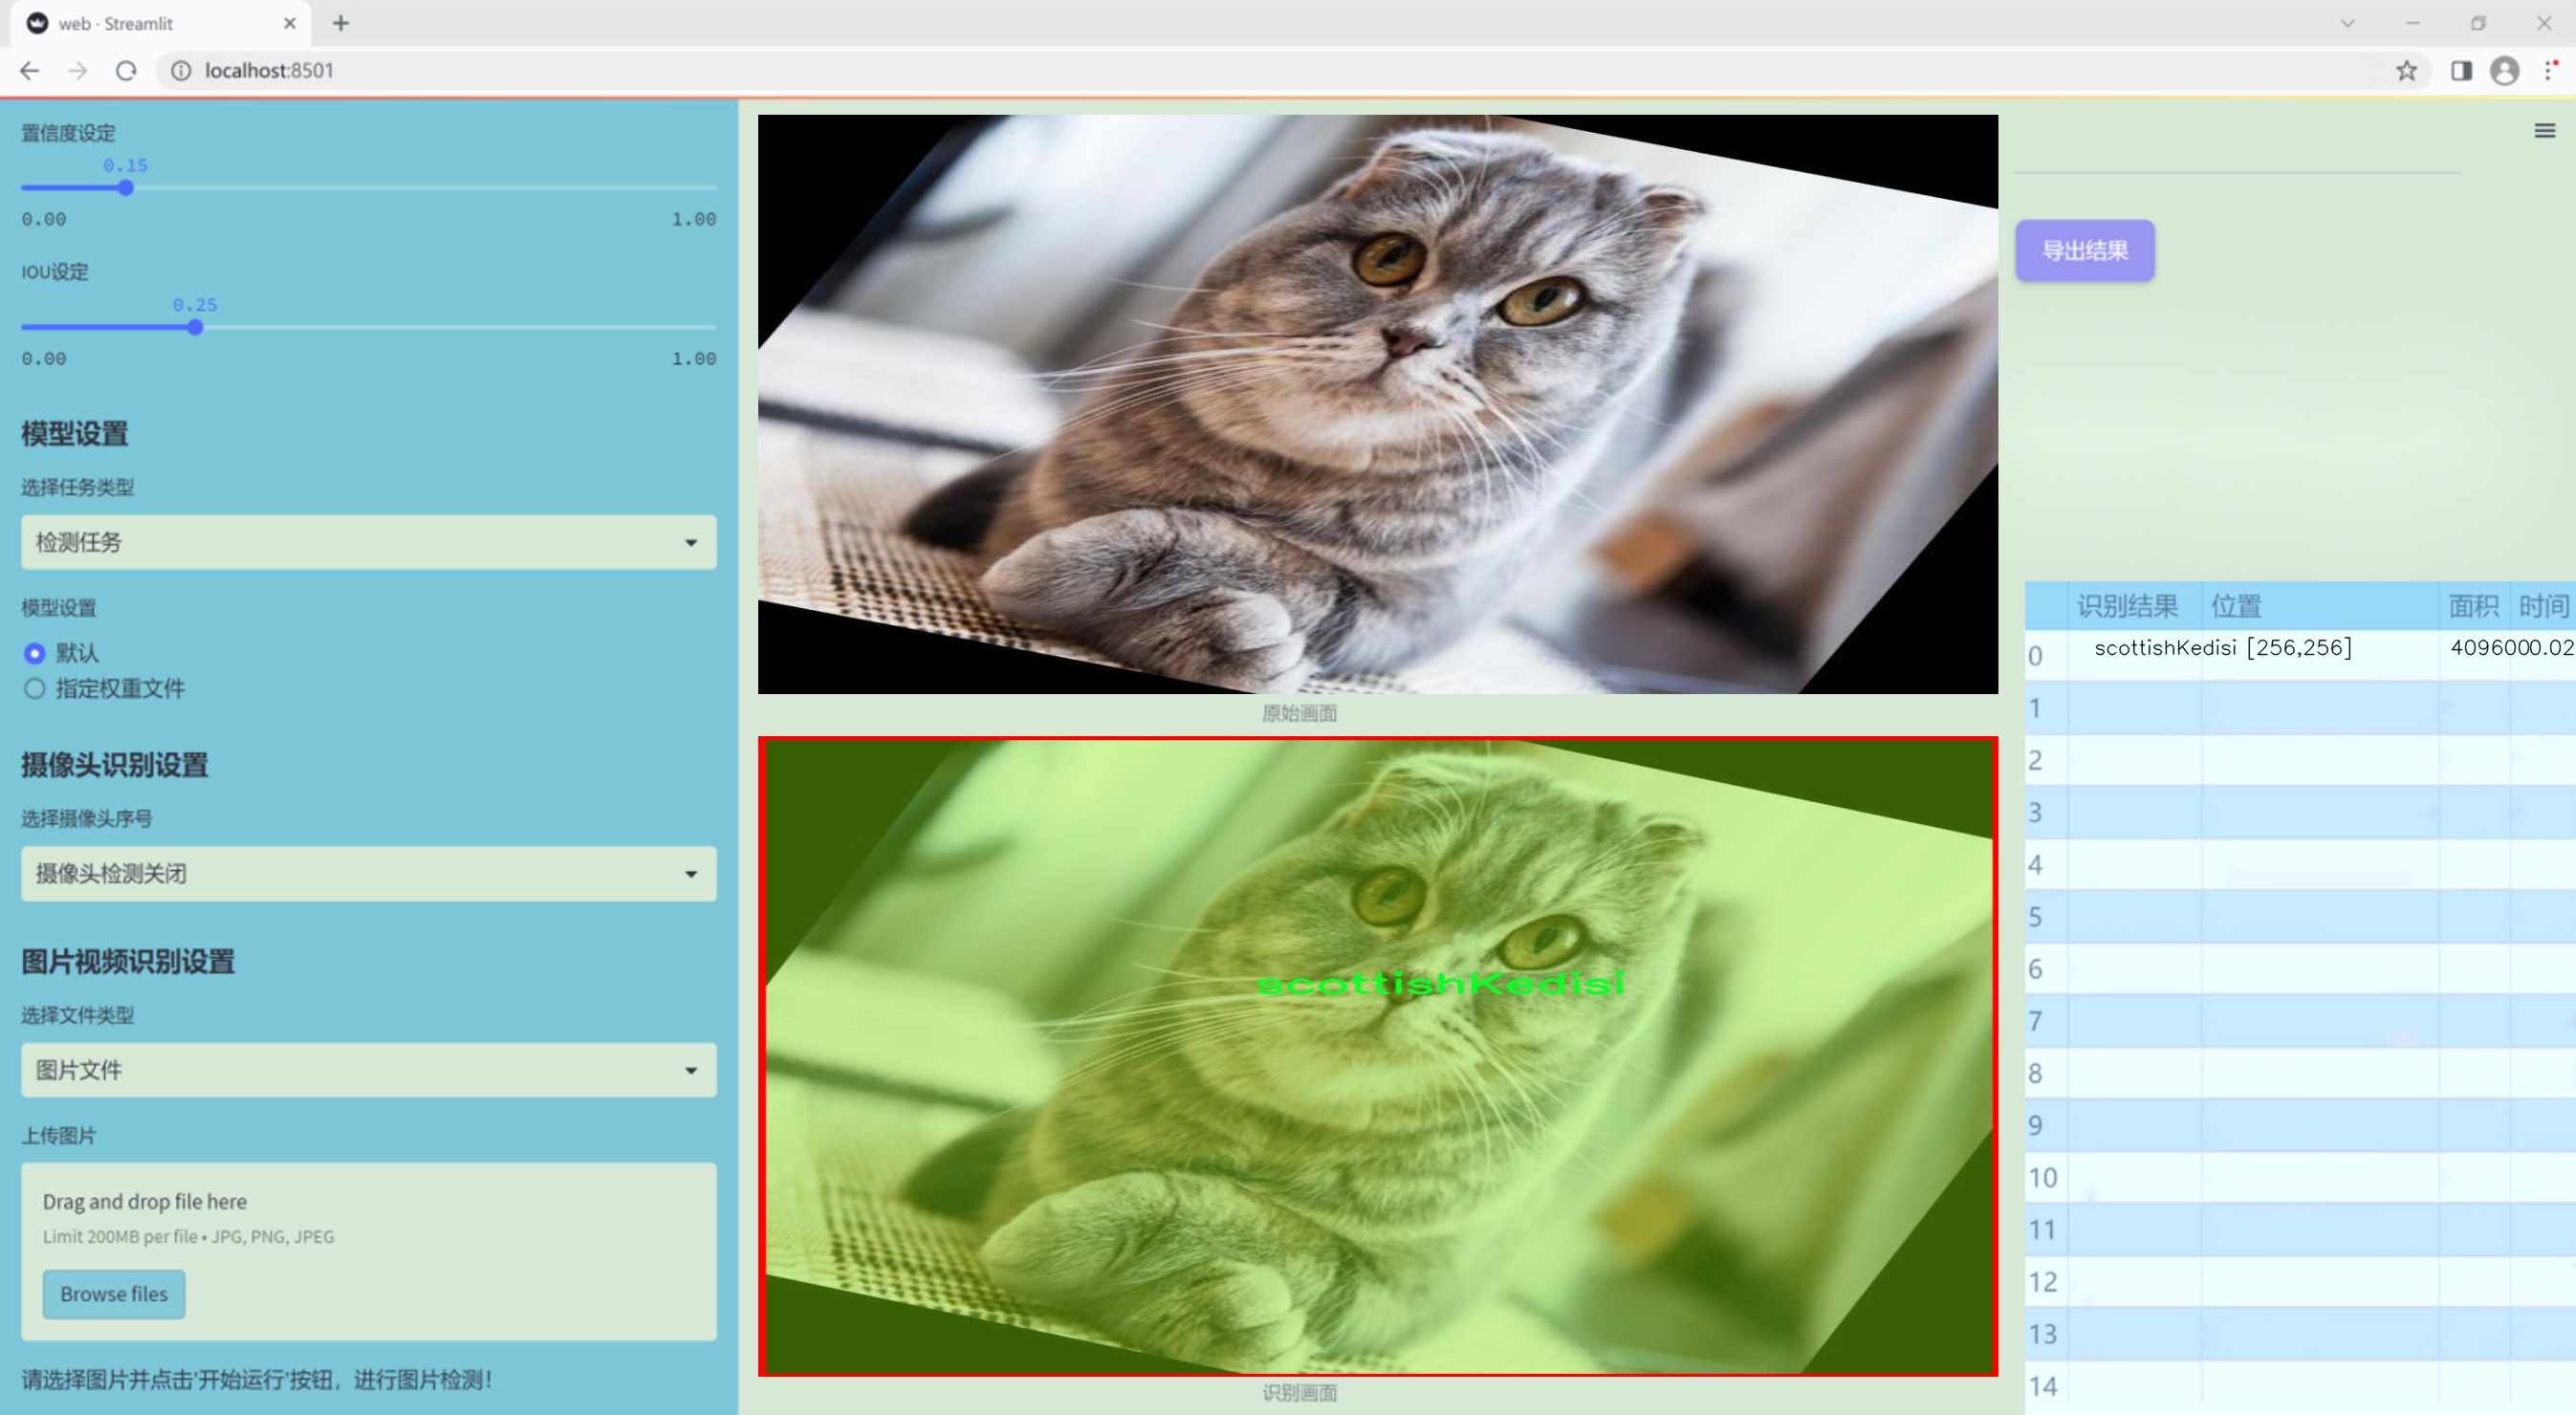 web · Streamlit
localhost:8501
置信度设定
0.15
0.00 1.00
IOU设定
0.25
0.00 1.00
模型设置
选择任务类型
检测任务
模型设置
默认
指定权重文件
摄像头识别设置
选择摄像头序号
摄像头检测关闭
图片视频识别设置
选择文件类型
图片文件
上传图片
Drag and drop file here
Limit 200MB per file • JPG, PNG, JPEG
Browse files
请选择图片并点击'开始运行'按钮，进行图片检测！
原始画面
scottishKedisi
识别画面
导出结果
识别结果 位置 面积 时间
0 scottishKedisi [256,256] 4096000.02
1
2
3
4
5
6
7
8
9
10
11
12
13
14